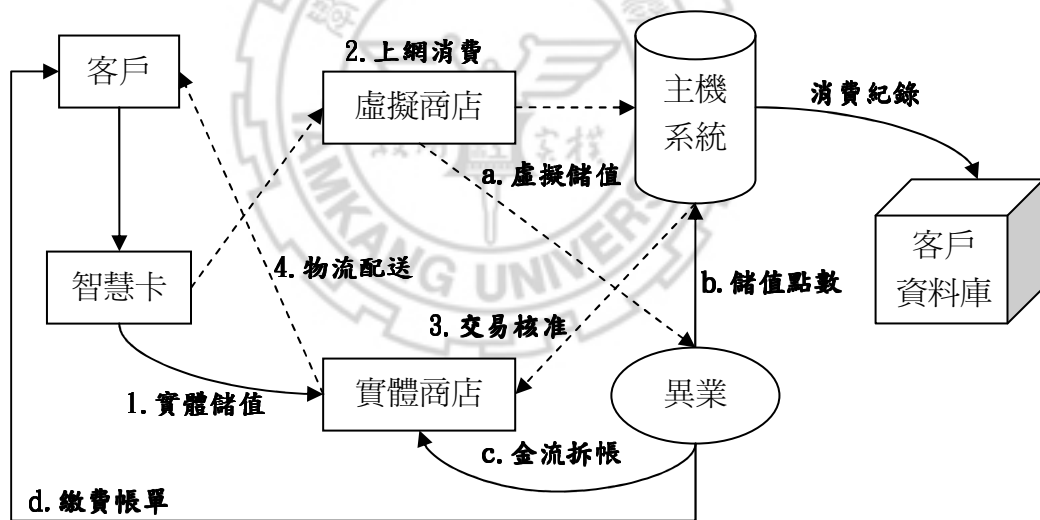 2. 上網消費
客戶
虛擬商店
主機
系統
消費紀錄
a. 虛擬儲值
客戶
資料庫
智慧卡
4. 物流配送
b. 儲值點數
3. 交易核准
1. 實體儲值
實體商店
異業
c. 金流拆帳
d. 繳費帳單
TAMKANG UNIVERSITY